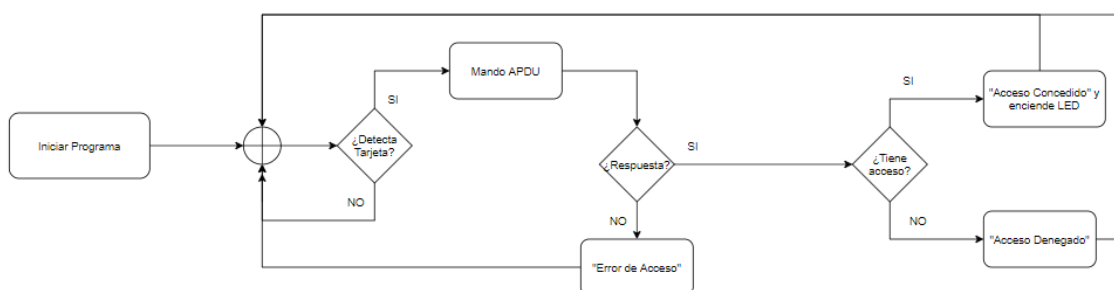 Iniciar Programa
¿Detecta
Tarjeta?
SI
NO
Mando APDU
¿Respuesta?
SI
NO
"Error de Acceso"
¿Tiene
acceso?
SI
NO
"Acceso Concedido" y
enciende LED
"Acceso Denegado"